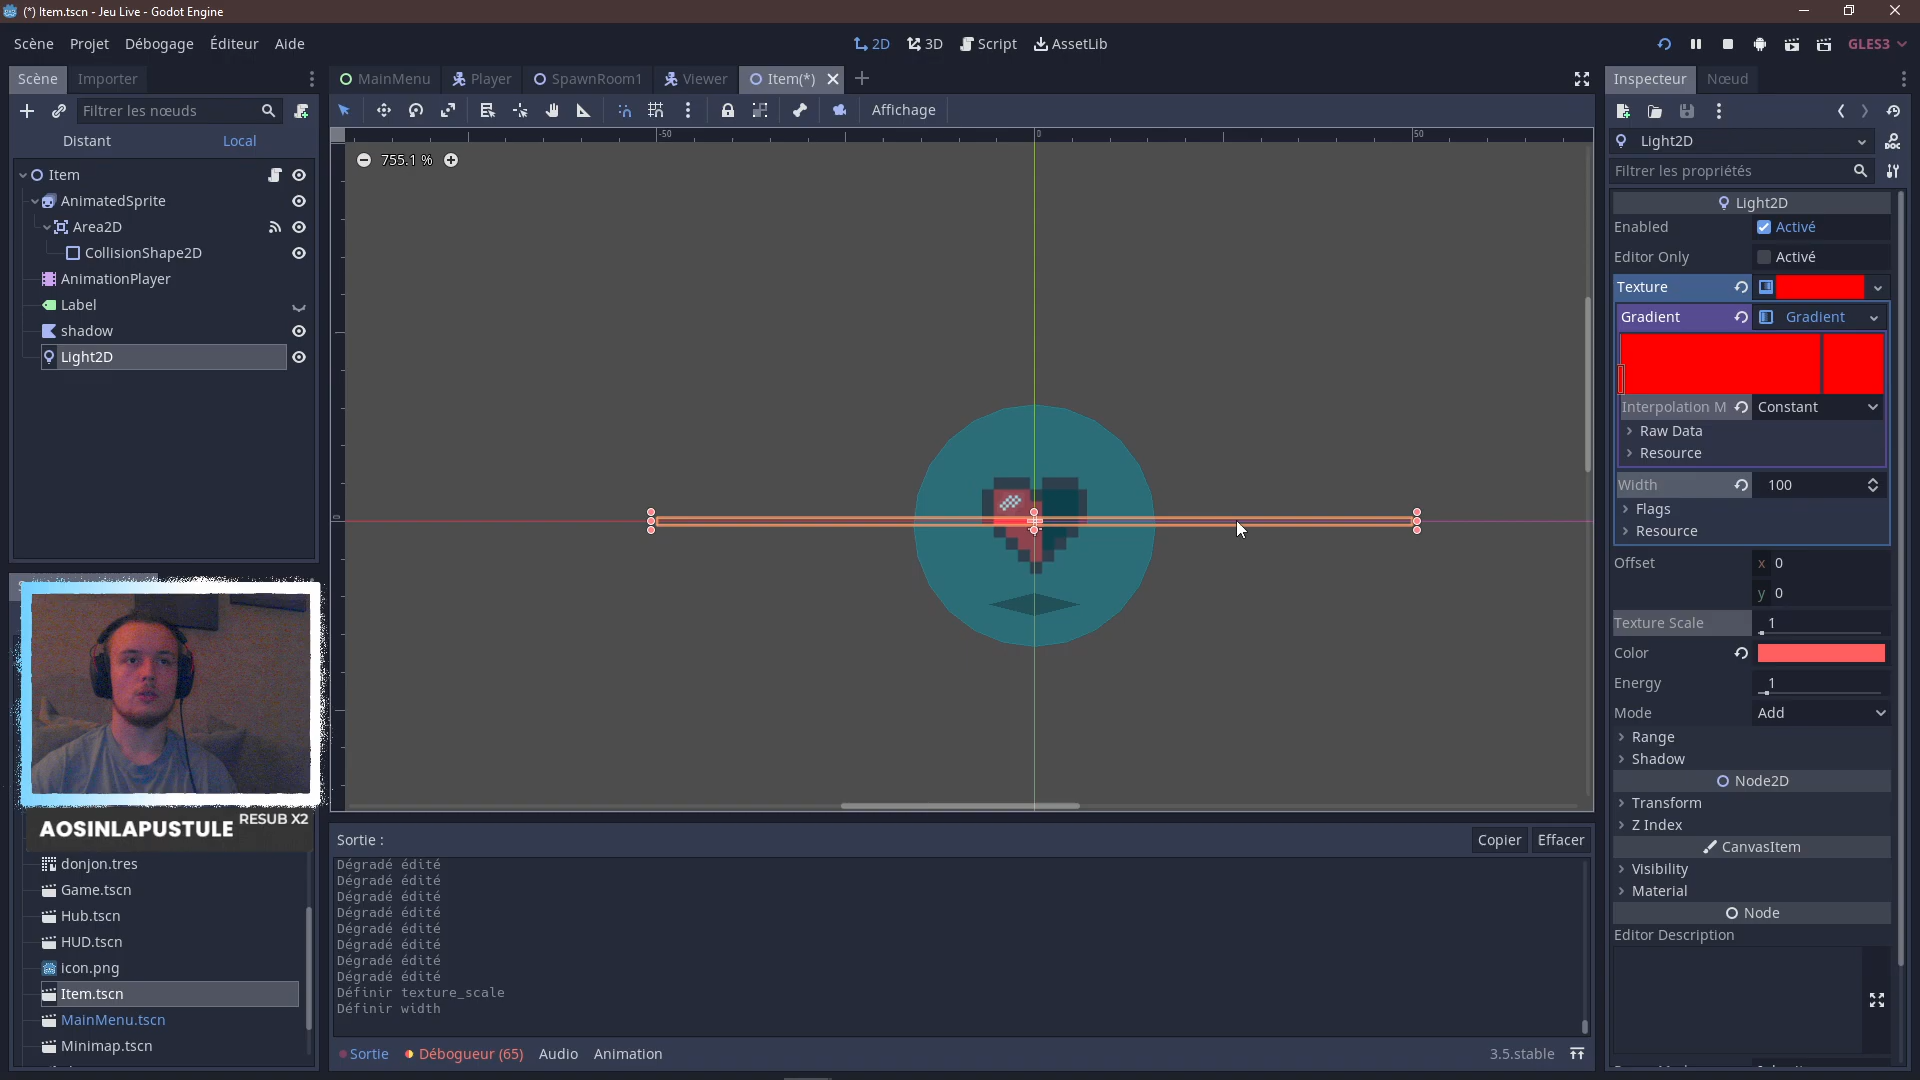 (*) Item.tscn - Jeu Live - Godot Engine
Scène Projet Débogage Éditeur Aide
2D 3D Script AssetLib
GLES3
Scène Importer
MainMenu Player SpawnRoom1 Viewer Item(*)
Inspecteur Nœud
Filtrer les nœuds
Affichage
Distant Local
Light2D
Filtrer les propriétés
-50 0 50
755.1 %
Item
AnimatedSprite
Area2D
CollisionShape2D
AnimationPlayer
Label
shadow
Light2D
0
Light2D
Enabled Activé
Editor Only Activé
Texture
Gradient Gradient
Interpolation M Constant
Raw Data
Resource
Width 100
Flags
Resource
Offset x 0
y 0
Texture Scale 1
Color
Energy 1
Mode Add
Range
Shadow
Node2D
Transform
Z Index
CanvasItem
Visibility
Material
Node
Editor Description
AOSINLAPUSTULE RESUB X2
donjon.tres
Game.tscn
Hub.tscn
HUD.tscn
icon.png
Item.tscn
MainMenu.tscn
Minimap.tscn
Sortie :
Copier Effacer
Dégradé édité
Dégradé édité
Dégradé édité
Dégradé édité
Dégradé édité
Dégradé édité
Dégradé édité
Dégradé édité
Définir texture_scale
Définir width
Sortie Débogueur (65) Audio Animation
3.5.stable